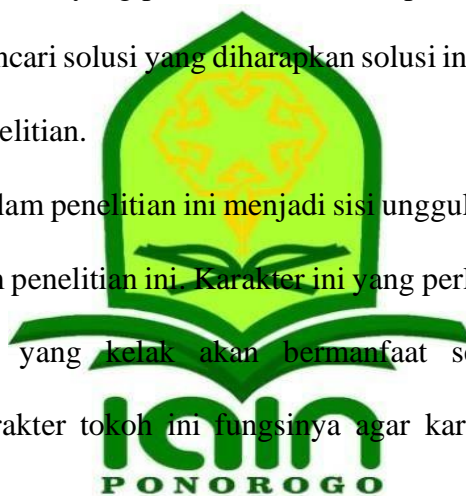 yang
ncari solusi yang diharapkan solusi in
elitian.
lam penelitian ini menjadi sisi unggul
n penelitian ini. Karakter ini yang perl
yang kelak akan bermanfaat s
rakter tokoh ini fungsinya agar kar
iain
PONOROGO